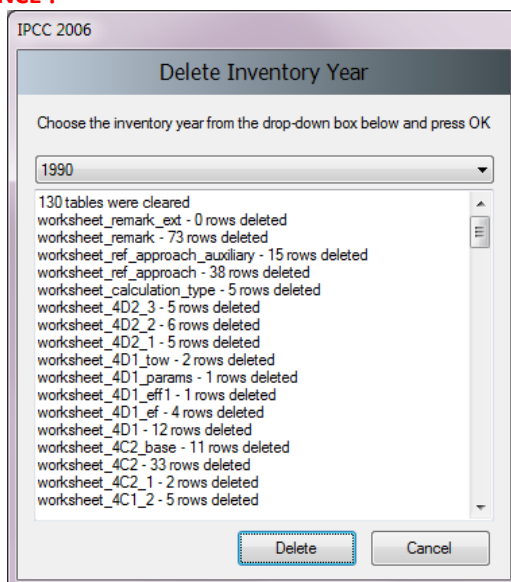 IPCC 2006
Delete Inventory Year
Choose the inventory year from the drop-down box below and press OK
1990
130 tables were cleared
worksheet_remark_ext - 0 rows deleted
worksheet_remark - 73 rows deleted
worksheet_ref_approach_auxiliary - 15 rows deleted
worksheet_ref_approach - 38 rows deleted
worksheet_calculation_type - 5 rows deleted
worksheet_4D2_3 - 5 rows deleted
worksheet_4D2_2 - 6 rows deleted
worksheet_4D2_1 - 5 rows deleted
worksheet_4D1_tow - 2 rows deleted
worksheet_4D1_params - 1 rows deleted
worksheet_4D1_eff1 - 1 rows deleted
worksheet_4D1_ef - 4 rows deleted
worksheet_4D1 - 12 rows deleted
worksheet_4C2_base - 11 rows deleted
worksheet_4C2 - 33 rows deleted
worksheet_4C2_1 - 2 rows deleted
worksheet_4C1_2 - 5 rows deleted
Delete Cancel